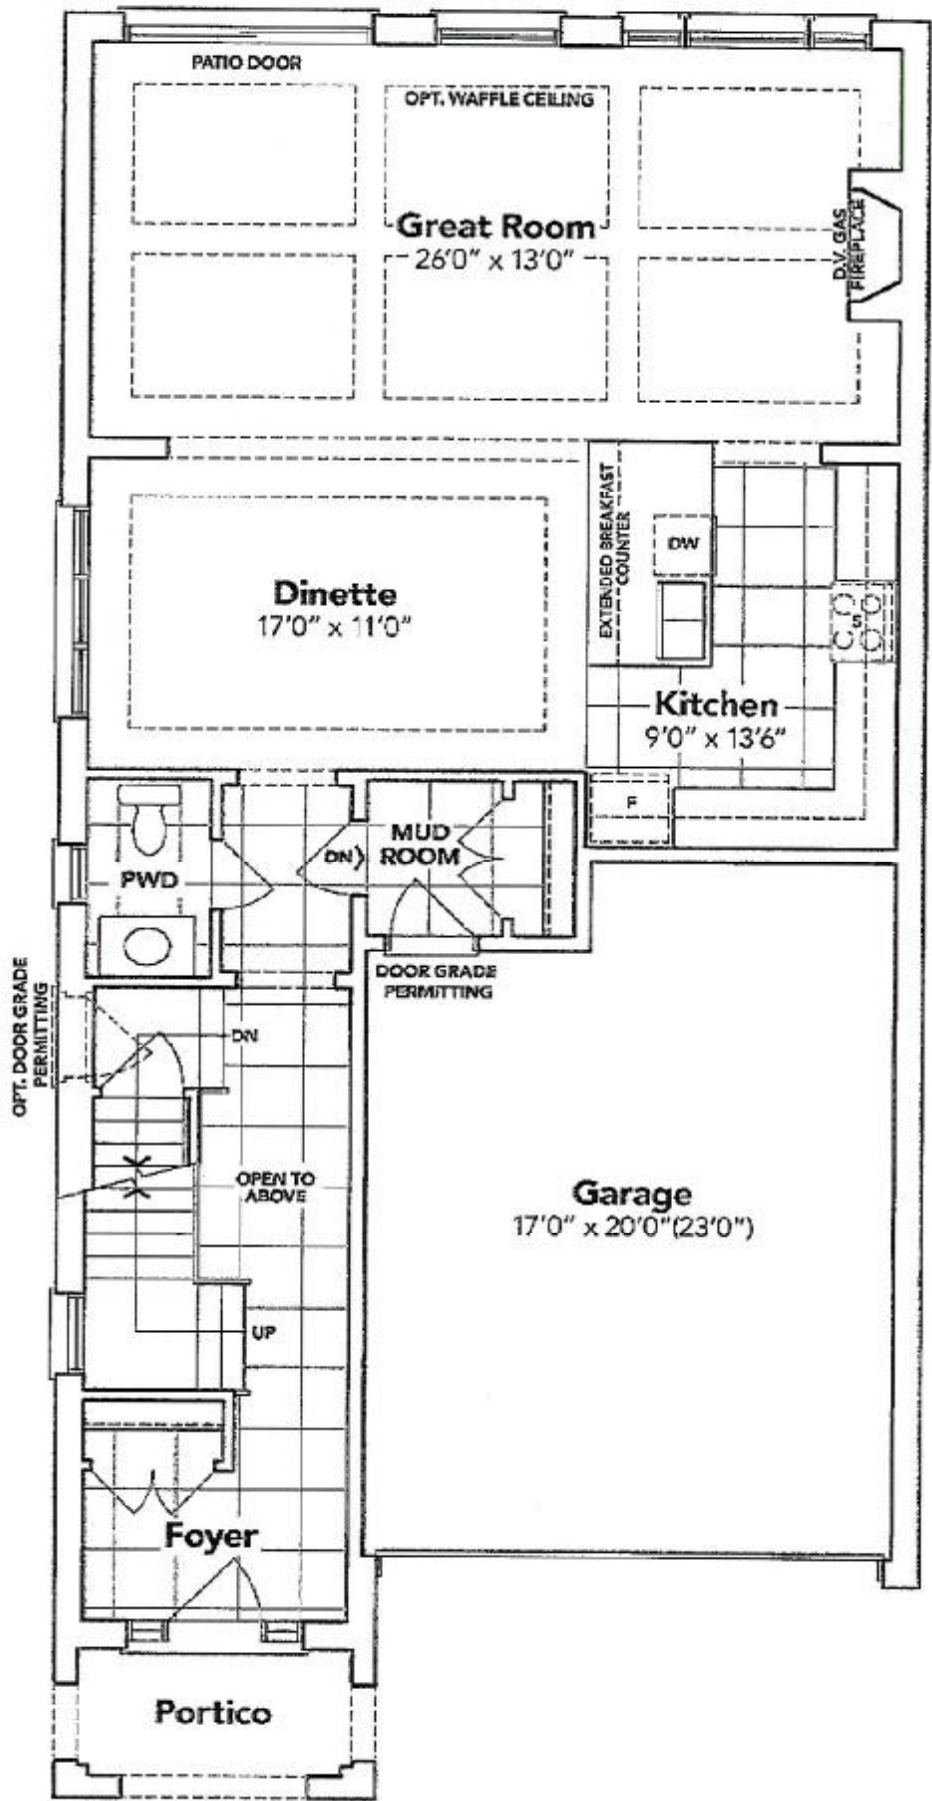 PATIO DOOR
OPT. WAFFLE CEILING
Great Room
26'0" x 13'0"
D.V. GAS
FIREPLACE
EXTENDED BREAKFAST
COUNTER
DW
Dinette
17'0" x 11'0"
S
Kitchen
9'0" x 13'6"
F
MUD
ROOM
DN
PWD
DOOR GRADE
PERMITTING
OPT. DOOR GRADE
PERMITTING
DN
OPEN TO
ABOVE
Garage
17'0" x 20'0"(23'0")
UP
Foyer
Portico